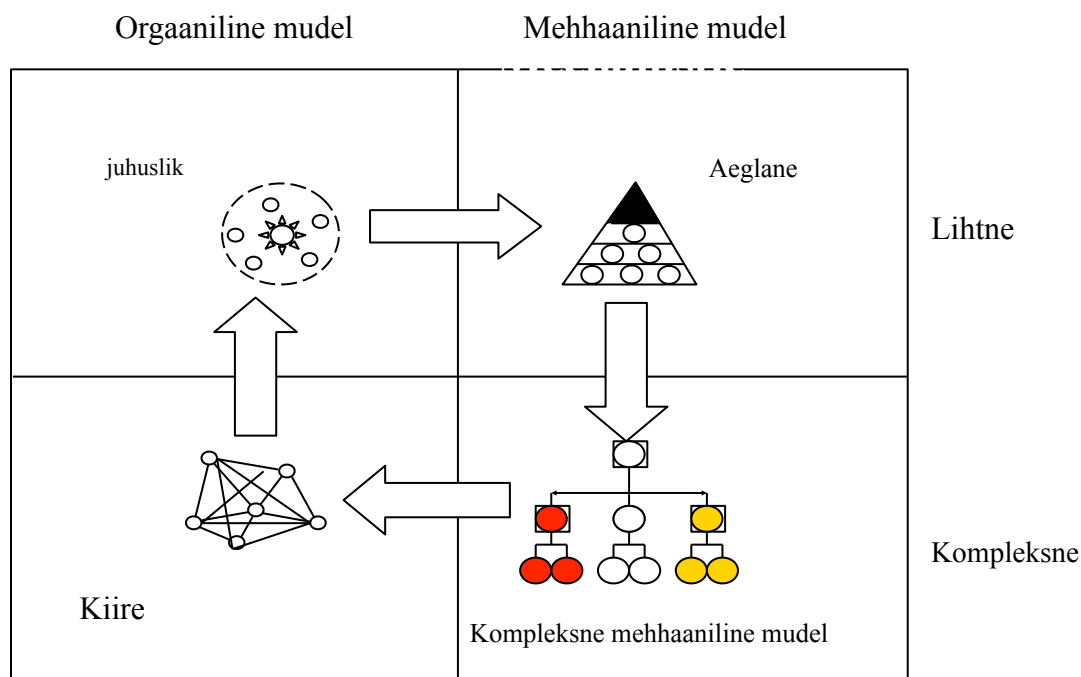 Orgaaniline mudel
Mehhaaniline mudel
juhuslik
Aeglane
Lihtne
Kiire
Kompleksne mehhaaniline mudel
Kompleksne